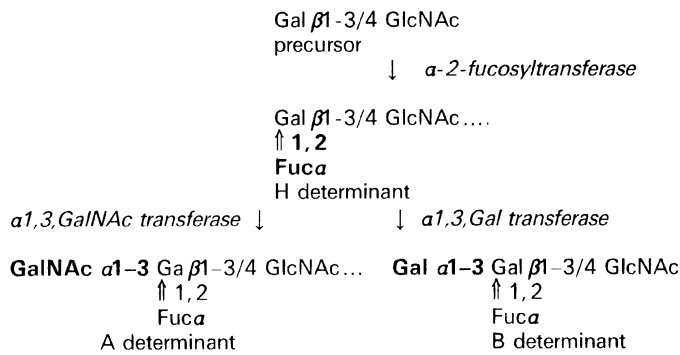 Gal β1-3/4 GlcNAc
precursor
↓ α-2-fucosyltransferase
Gal β1-3/4 GlcNAc....
⇑ 1,2
Fucα
H determinant
α1,3,GalNAc transferase ↓ ↓ α1,3,Gal transferase
GalNAc α1–3 Ga β1–3/4 GlcNAc... Gal α1–3 Gal β1–3/4 GlcNAc
⇑ 1,2 ⇑ 1,2
Fucα Fucα
A determinant B determinant